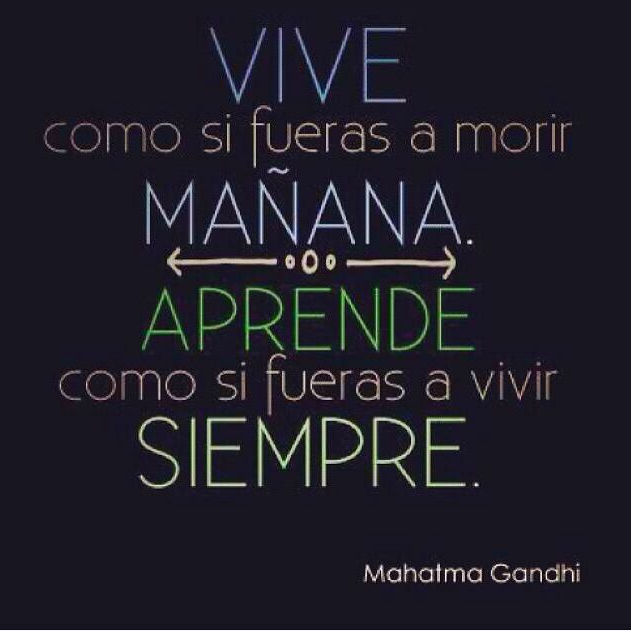 VIVE
como si fueras a morir
MAÑANA.
APRENDE
como si fueras a vivir
SIEMPRE.
Mahatma Gandhi